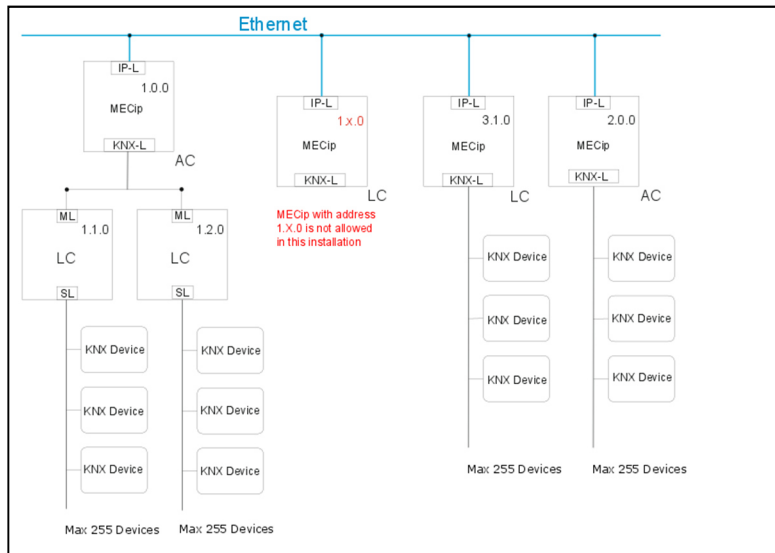 Ethernet
IP-L
1.0.0
MECip
KNX-L
AC
ML
1.1.0
LC
SL
ML
1.2.0
LC
SL
KNX Device
KNX Device
KNX Device
Max 255 Devices
KNX Device
KNX Device
KNX Device
Max 255 Devices
IP-L
1.x.0
MECip
KNX-L
LC
MECip with address
1.X.0 is not allowed
in this installation
IP-L
3.1.0
MECip
KNX-L
LC
KNX Device
KNX Device
KNX Device
Max 255 Devices
IP-L
2.0.0
MECip
KNX-L
AC
KNX Device
KNX Device
KNX Device
Max 255 Devices